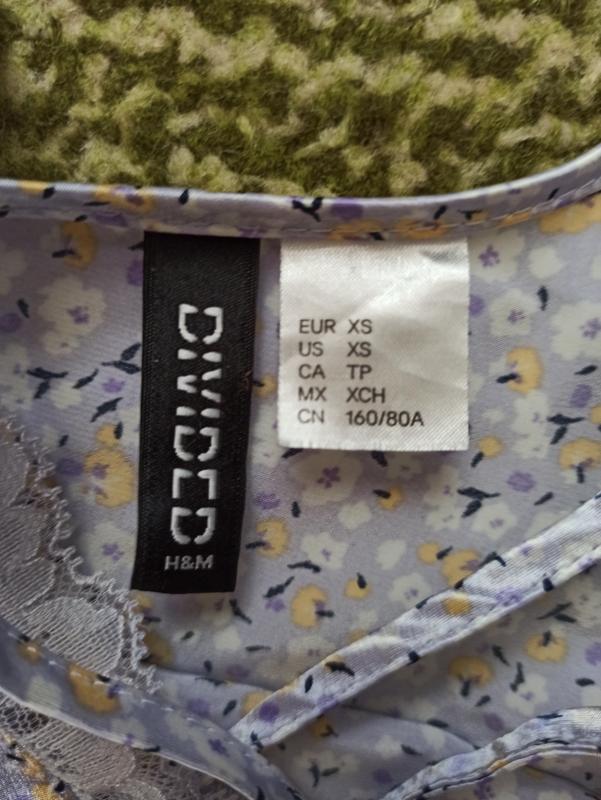 DIVIDED
H&M
EUR XS
US XS
CA TP
MX XCH
CN 160/80A